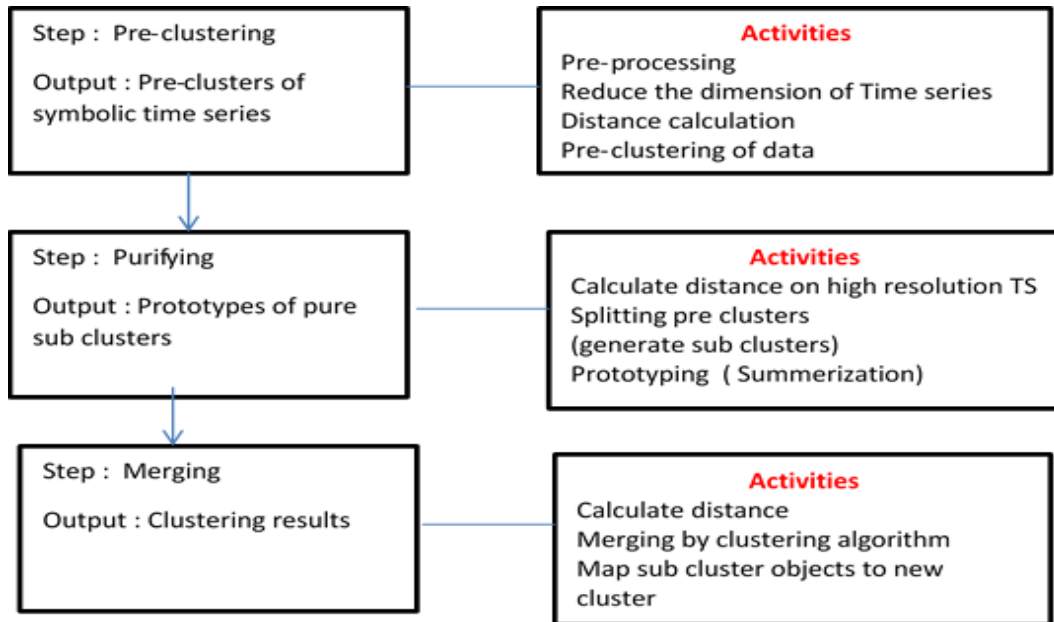 Step : Pre-clustering
Output : Pre-clusters of
symbolic time series
Activities
Pre-processing
Reduce the dimension of Time series
Distance calculation
Pre-clustering of data
Step : Purifying
Output : Prototypes of pure
sub clusters
Activities
Calculate distance on high resolution TS
Splitting pre clusters
(generate sub clusters)
Prototyping ( Summerization)
Step : Merging
Output : Clustering results
Activities
Calculate distance
Merging by clustering algorithm
Map sub cluster objects to new
cluster